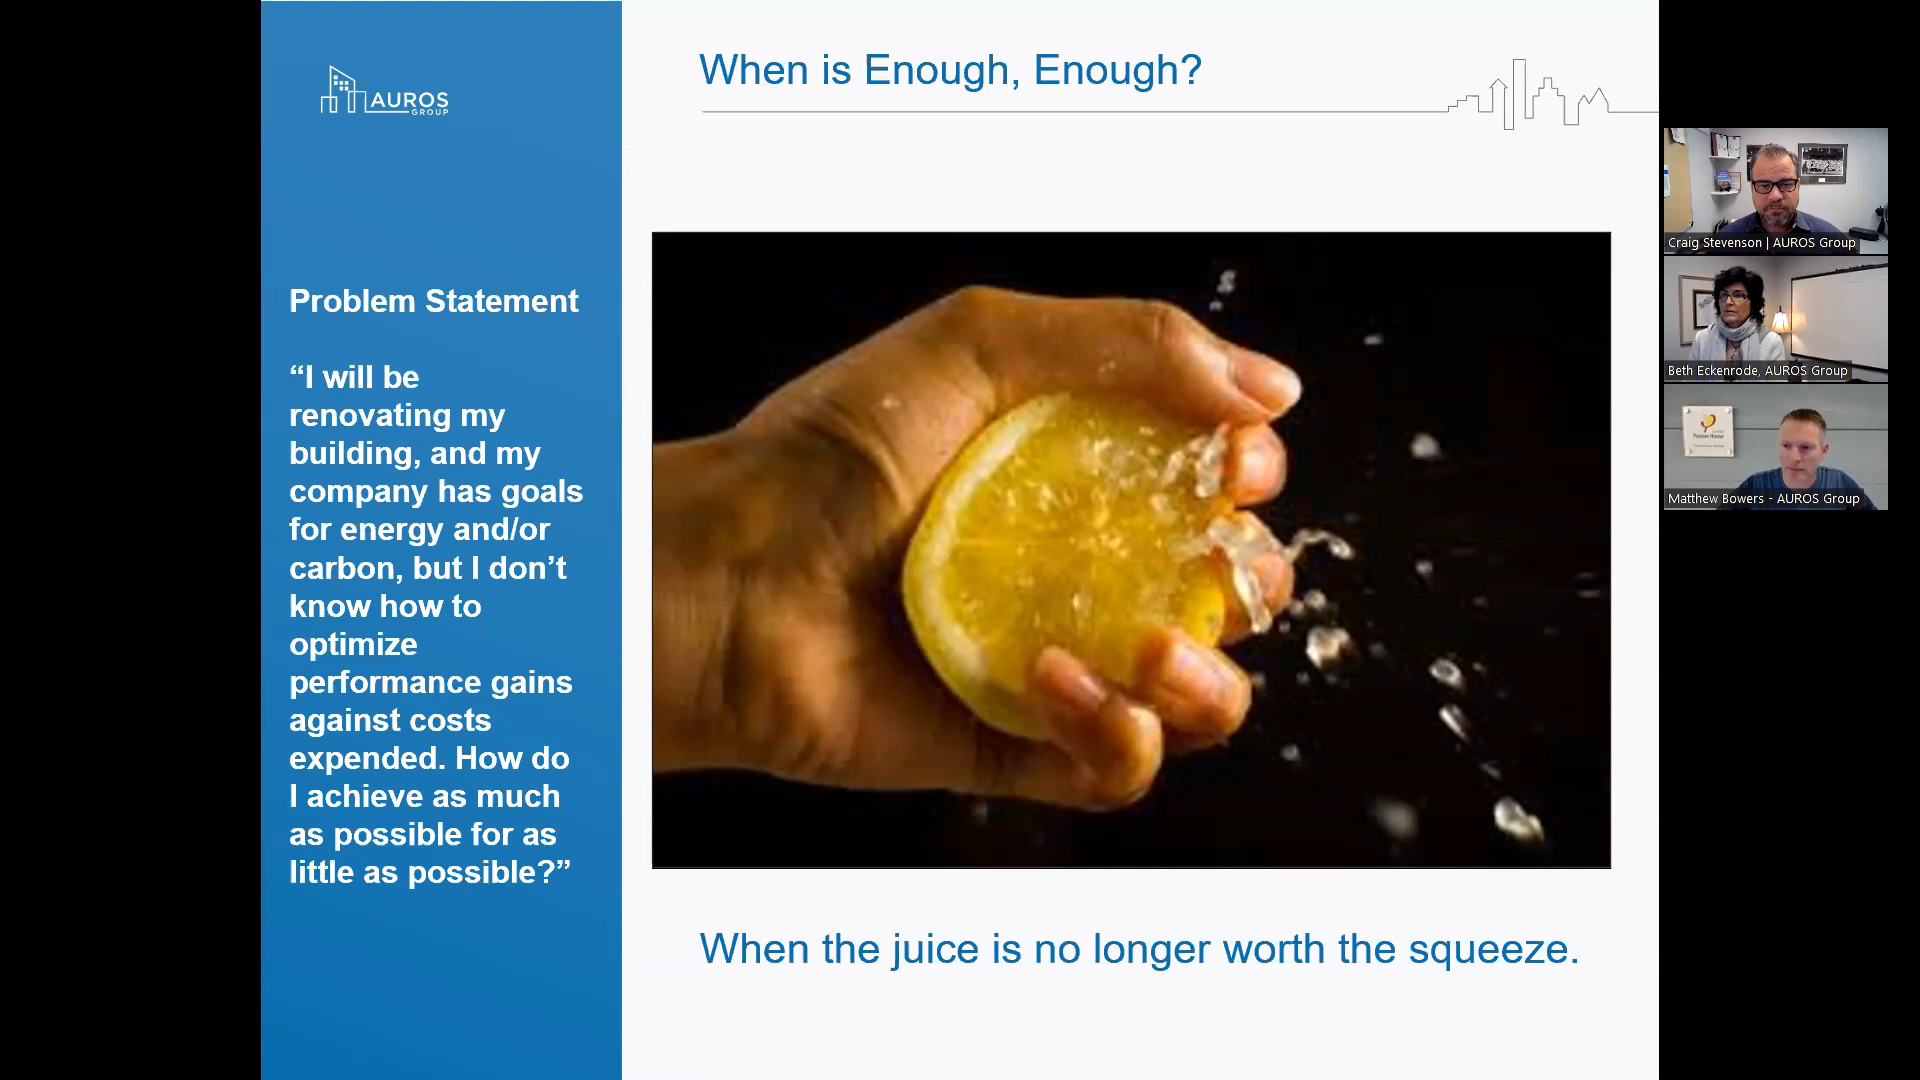 AUROS
GROUP
When is Enough, Enough?
Problem Statement
“I will be
renovating my
building, and my
company has goals
for energy and/or
carbon, but I don’t
know how to
optimize
performance gains
against costs
expended. How do
I achieve as much
as possible for as
little as possible?”
When the juice is no longer worth the squeeze.
Craig Stevenson | AUROS Group
Beth Eckenrode, AUROS Group
Passive House
Matthew Bowers - AUROS Group